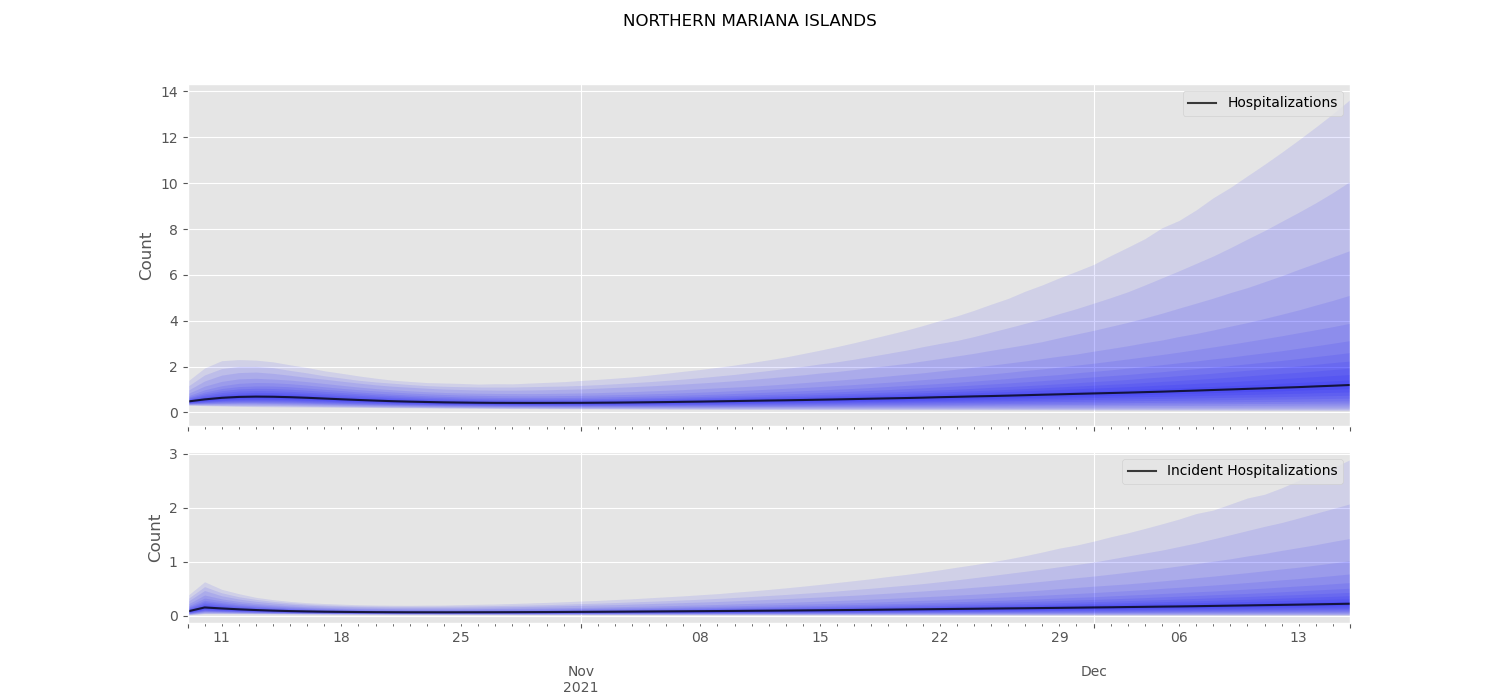 NORTHERN MARIANA ISLANDS
14
12
10
8
6
4
2
0
Count
Hospitalizations
3
2
1
0
Count
Incident Hospitalizations
11 18 25 08 15 22 29 06 13
Nov Dec
2021